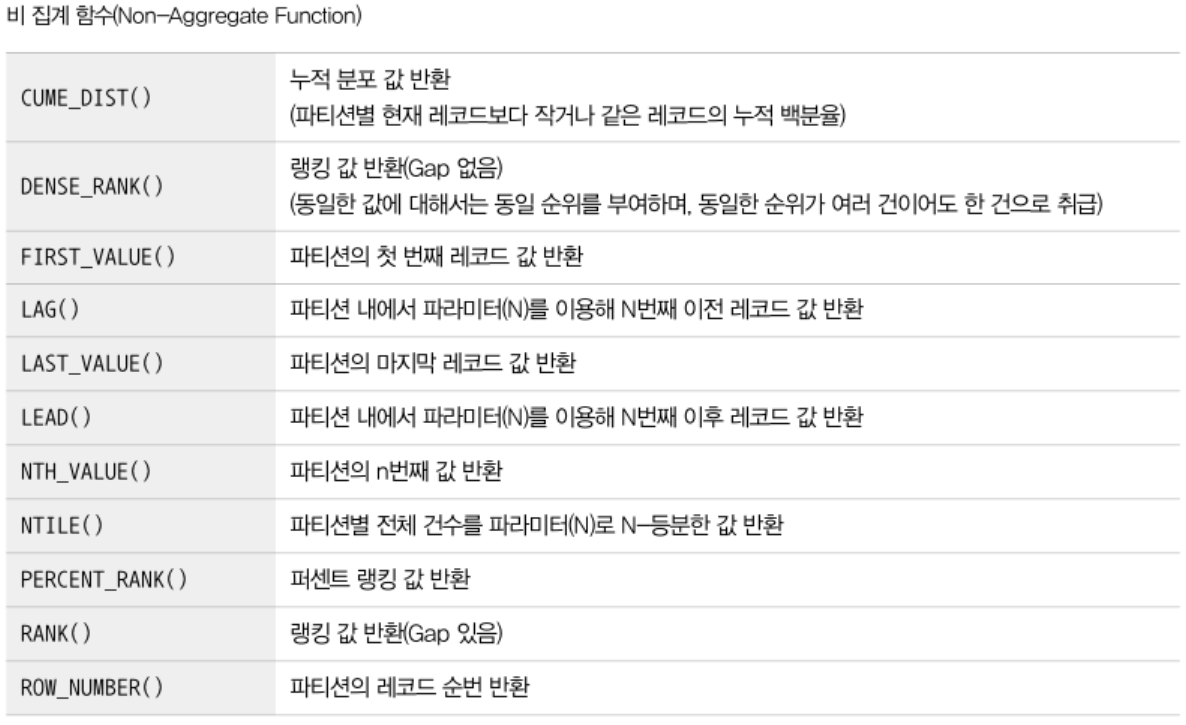 비 집계 함수(Non-Aggregate Function)
CUME_DIST()
누적 분포 값 반환
(파티션별 현재 레코드보다 작거나 같은 레코드의 누적 백분율)
DENSE_RANK()
랭킹 값 반환(Gap 없음)
(동일한 값에 대해서는 동일 순위를 부여하며, 동일한 순위가 여러 건이어도 한 건으로 취급)
FIRST_VALUE()
파티션의 첫 번째 레코드 값 반환
LAG()
파티션 내에서 파라미터(N)를 이용해 N번째 이전 레코드 값 반환
LAST_VALUE()
파티션의 마지막 레코드 값 반환
LEAD()
파티션 내에서 파라미터(N)를 이용해 N번째 이후 레코드 값 반환
NTH_VALUE()
파티션의 n번째 값 반환
NTILE()
파티션별 전체 건수를 파라미터(N)로 N-등분한 값 반환
PERCENT_RANK()
퍼센트 랭킹 값 반환
RANK()
랭킹 값 반환(Gap 있음)
ROW_NUMBER()
파티션의 레코드 순번 반환